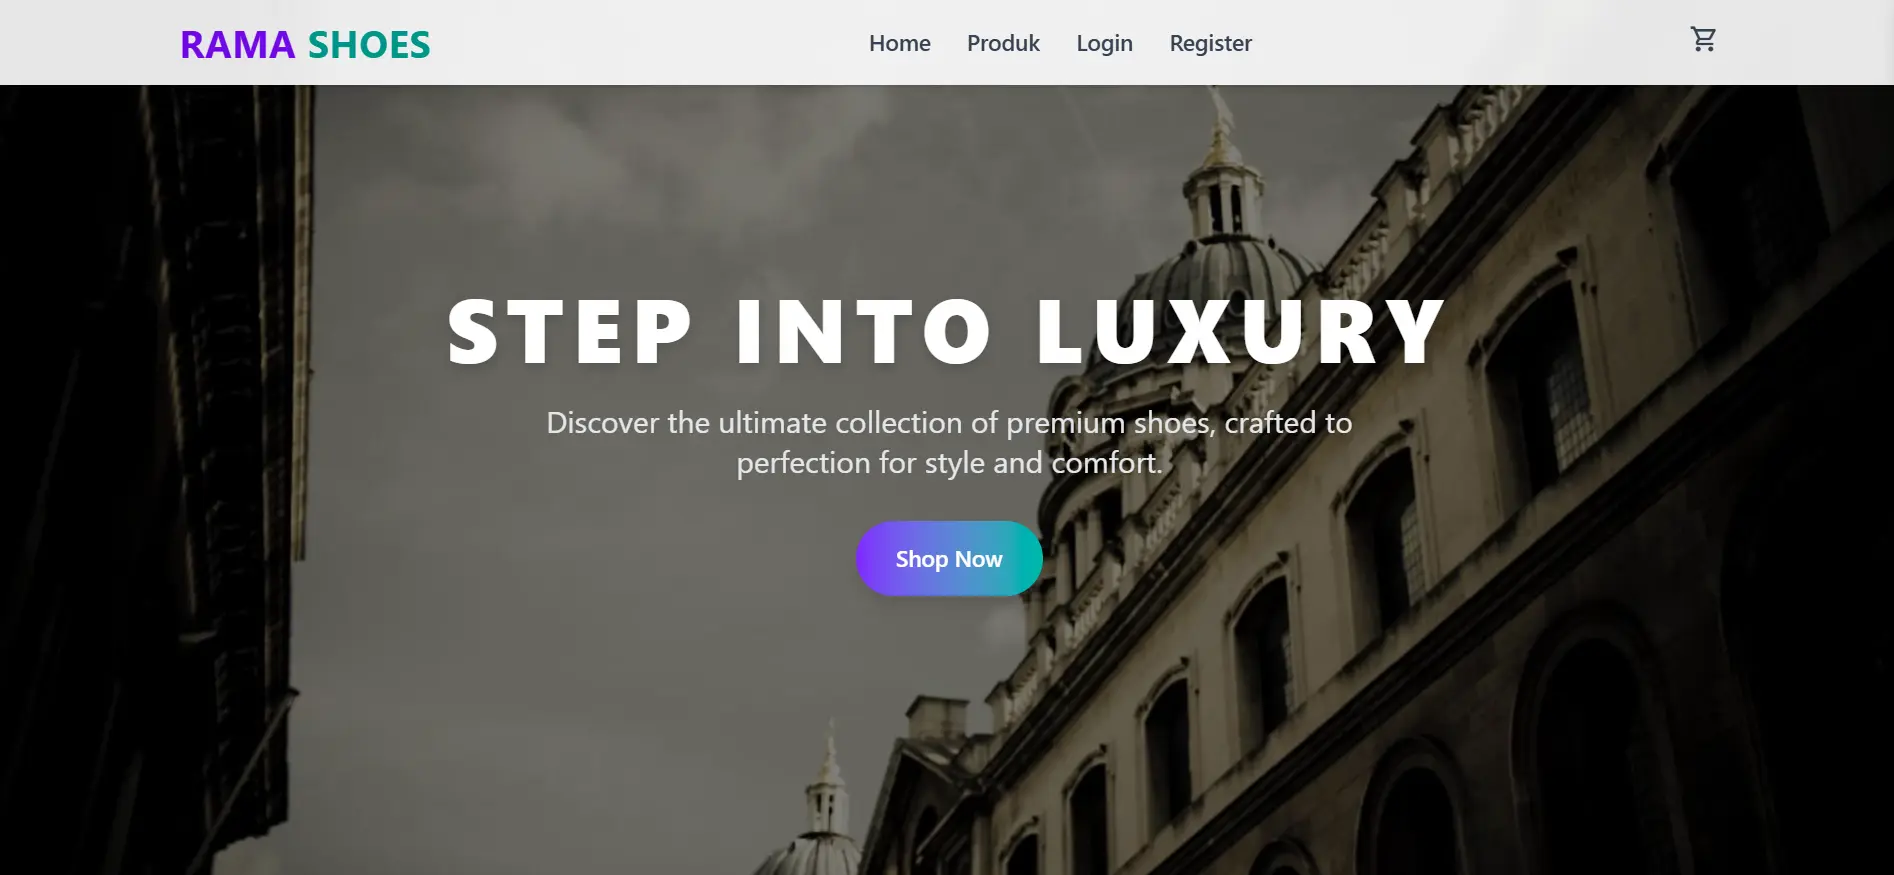 RAMA SHOES
Home
Produk
Login
Register
STEP INTO LUXURY
Discover the ultimate collection of premium shoes, crafted to
perfection for style and comfort.
Shop Now